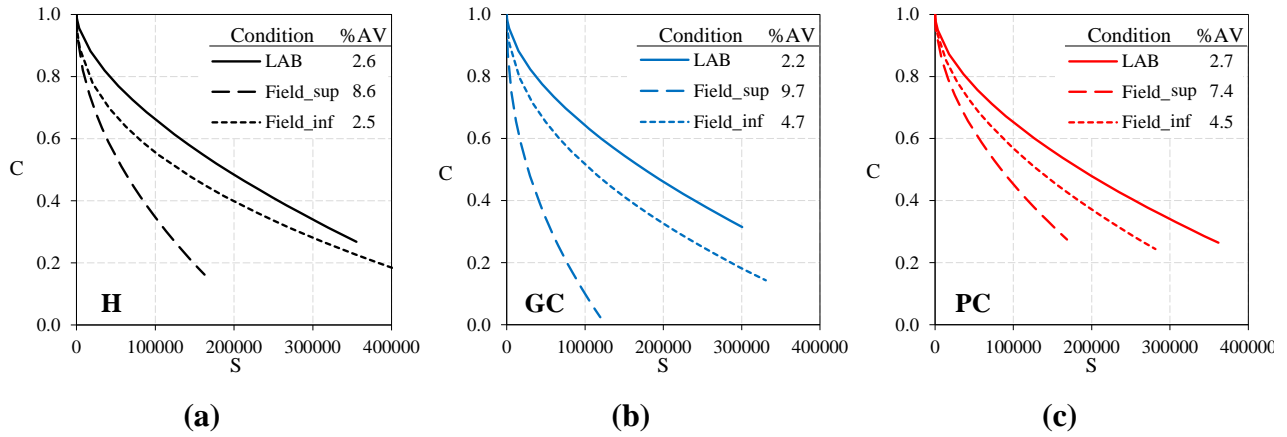 Condition %AV
LAB 2.6
Field_sup 8.6
Field_inf 2.5
1.0
0.8
0.6
0.4
0.2
0.0
C
H
0 100000 200000 300000 400000
S
(a)
Condition %AV
LAB 2.2
Field_sup 9.7
Field_inf 4.7
1.0
0.8
0.6
0.4
0.2
0.0
C
GC
0 100000 200000 300000 400000
S
(b)
Condition %AV
LAB 2.7
Field_sup 7.4
Field_inf 4.5
1.0
0.8
0.6
0.4
0.2
0.0
C
PC
0 100000 200000 300000 400000
S
(c)